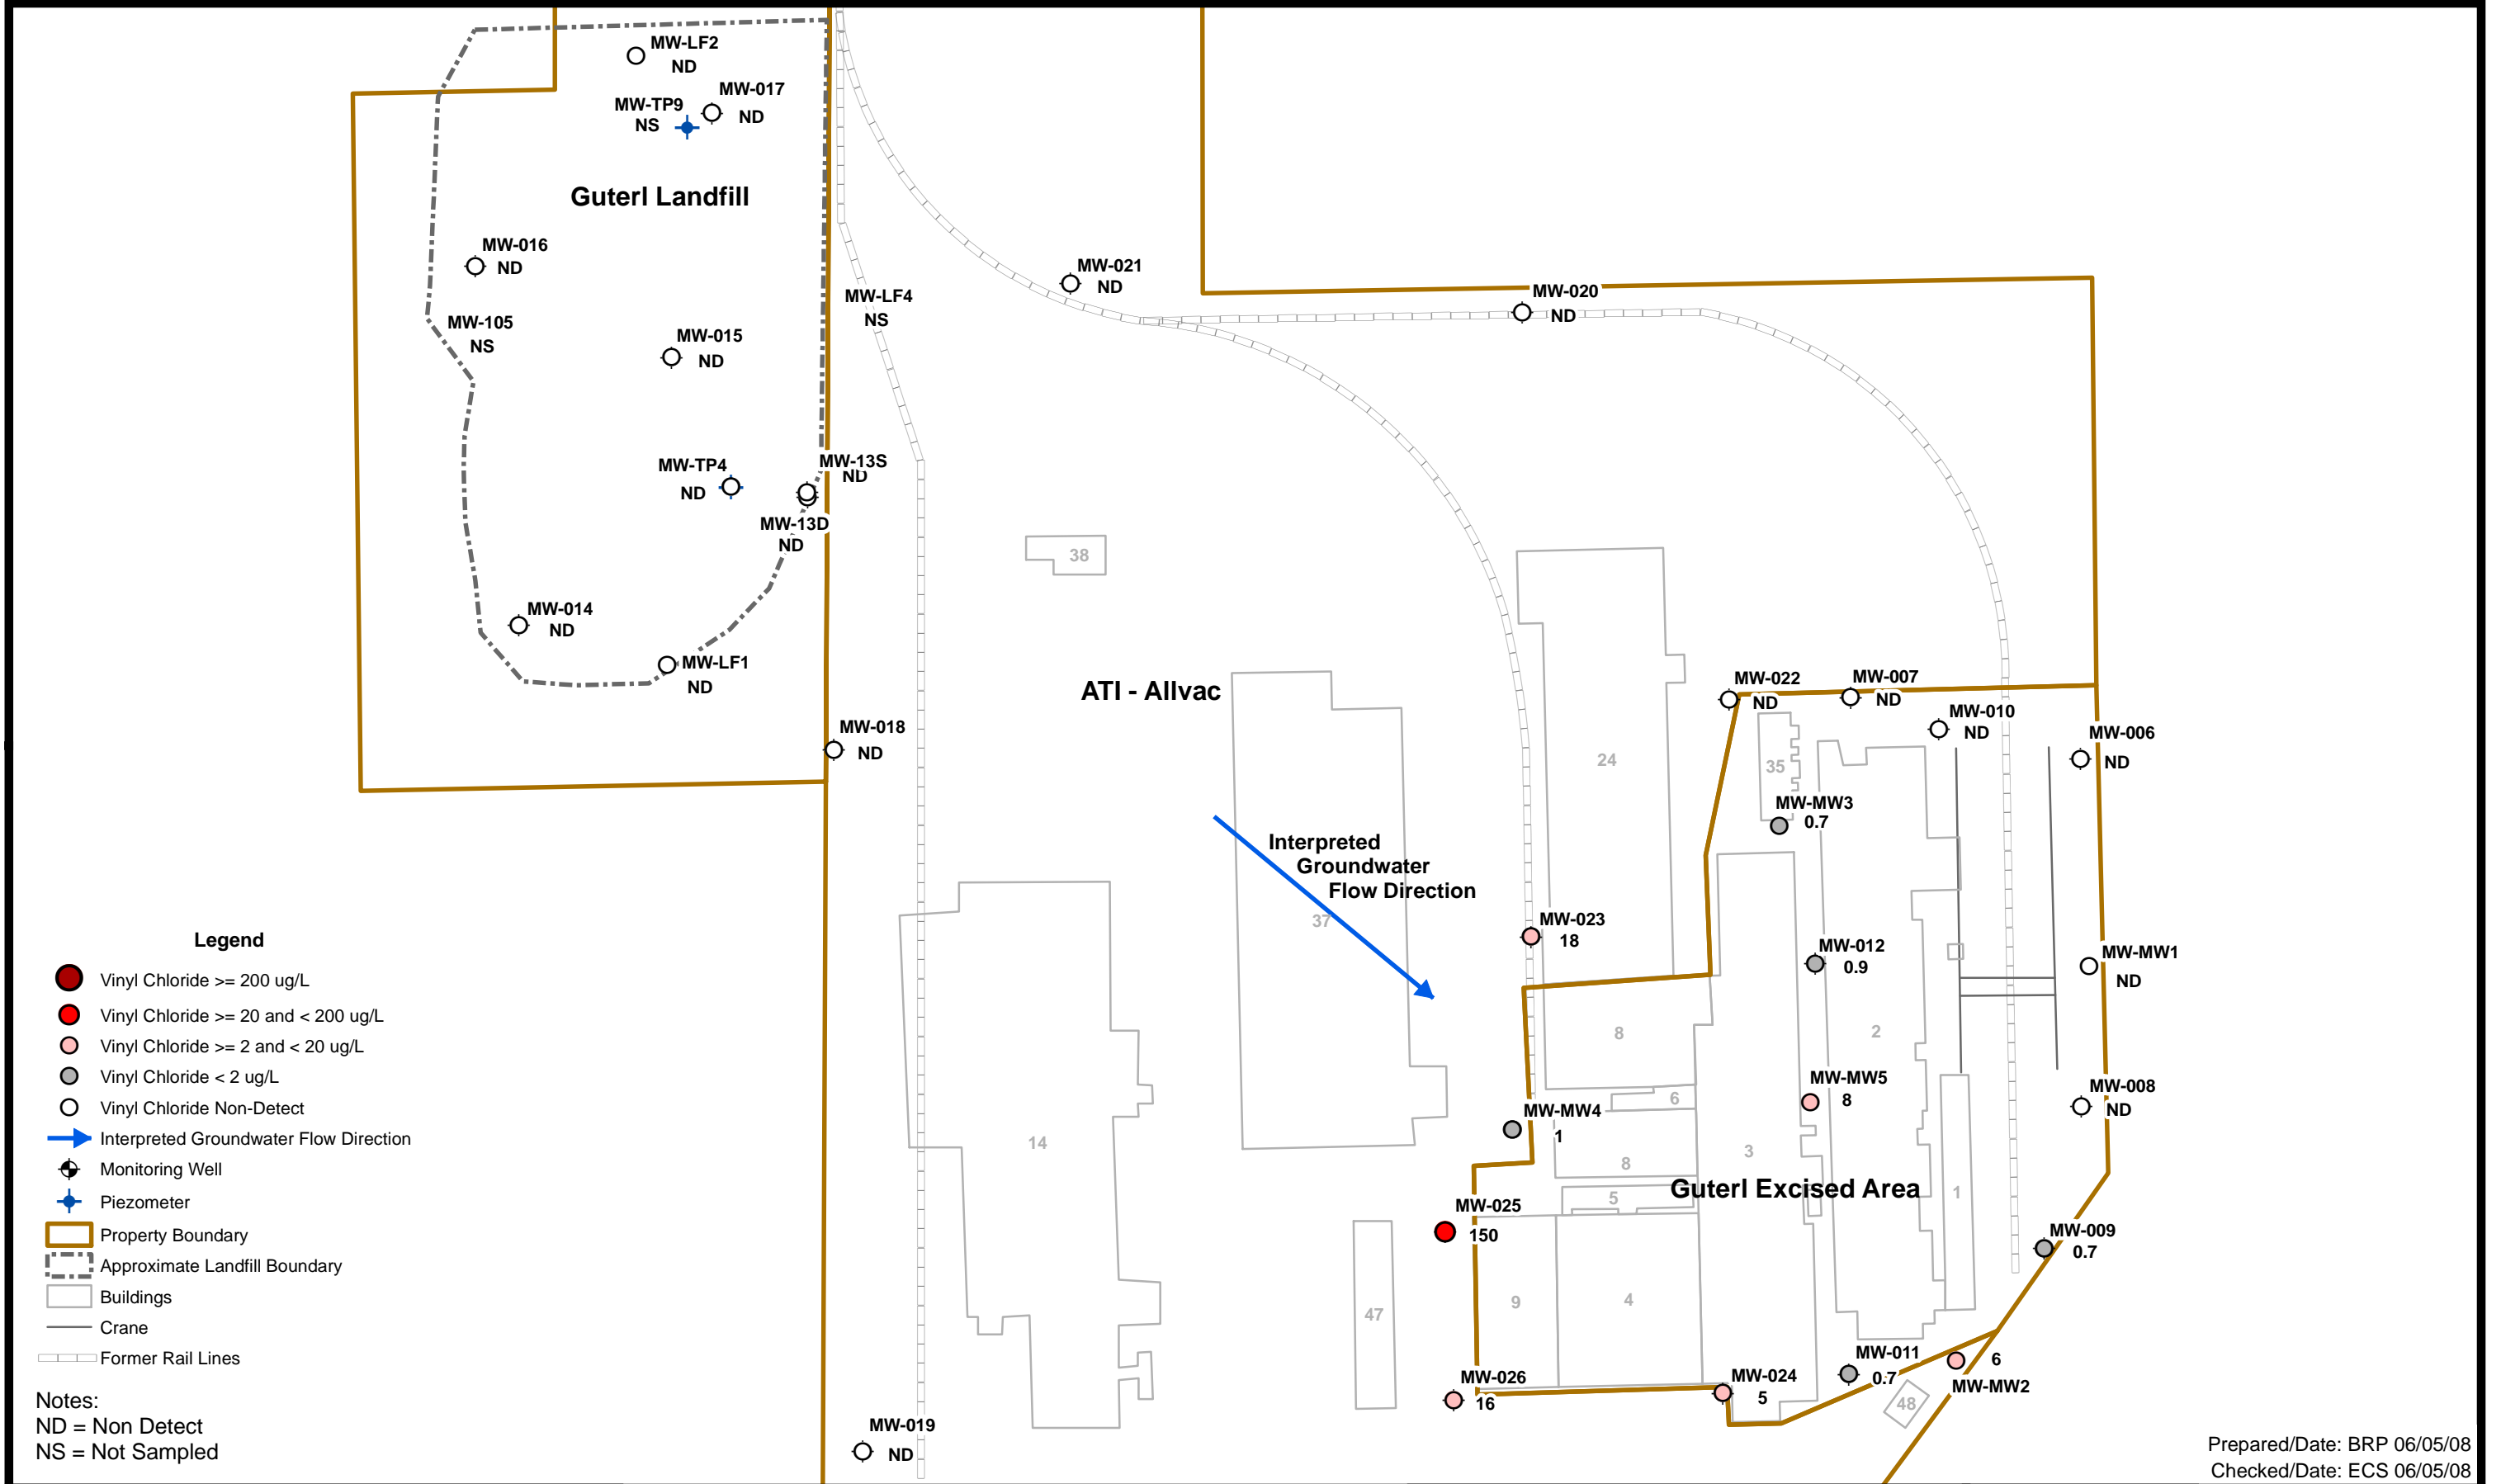 MW-LF2
ND
MW-017
ND
MW-TP9
NS
Guterl Landfill
MW-016
ND
MW-105
NS
MW-015
ND
MW-LF4
NS
MW-021
ND
MW-020
ND
MW-TP4
ND
MW-13S
ND
MW-13D
ND
MW-014
ND
MW-LF1
ND
MW-018
ND
38
ATI - Allvac
24
37
Interpreted
Groundwater
Flow Direction
MW-022
ND
MW-007
ND
MW-010
ND
MW-006
ND
35
MW-MW3
0.7
MW-023
18
MW-012
0.9
MW-MW1
ND
8
2
6
MW-MW5
8
MW-008
ND
MW-MW4
1
14
8
3
Guterl Excised Area
5
1
MW-025
150
MW-009
0.7
9
4
47
MW-026
16
MW-024
5
MW-011
0.7
6
MW-MW2
48
MW-019
ND
Legend
Vinyl Chloride >= 200 ug/L
Vinyl Chloride >= 20 and < 200 ug/L
Vinyl Chloride >= 2 and < 20 ug/L
Vinyl Chloride < 2 ug/L
Vinyl Chloride Non-Detect
Interpreted Groundwater Flow Direction
Monitoring Well
Piezometer
Property Boundary
Approximate Landfill Boundary
Buildings
Crane
Former Rail Lines
Notes:
ND = Non Detect
NS = Not Sampled
Prepared/Date: BRP 06/05/08
Checked/Date: ECS 06/05/08